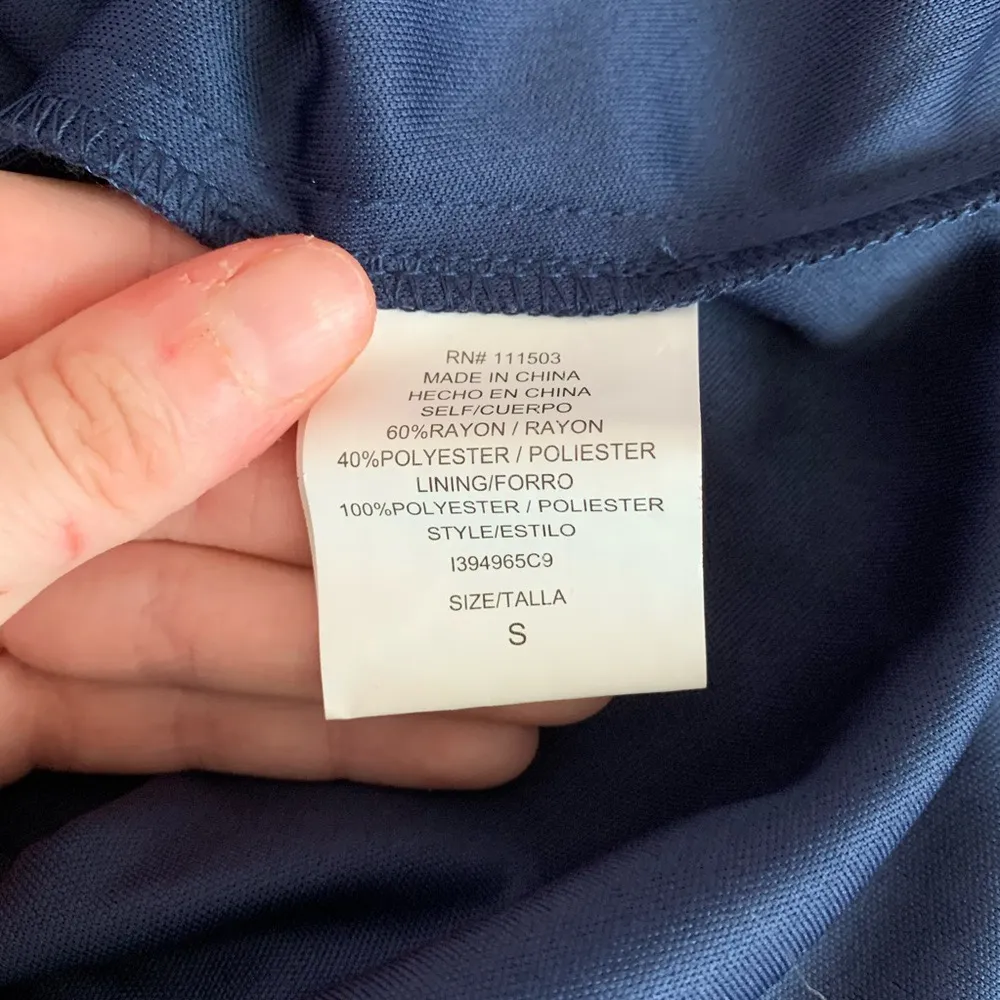 RN# 111503
MADE IN CHINA
HECHO EN CHINA
SELF/CUERPO
60%RAYON / RAYON
40%POLYESTER / POLIESTER
LINING/FORRO
100%POLYESTER / POLIESTER
STYLE/ESTILO
I394965C9
SIZE/TALLA
S